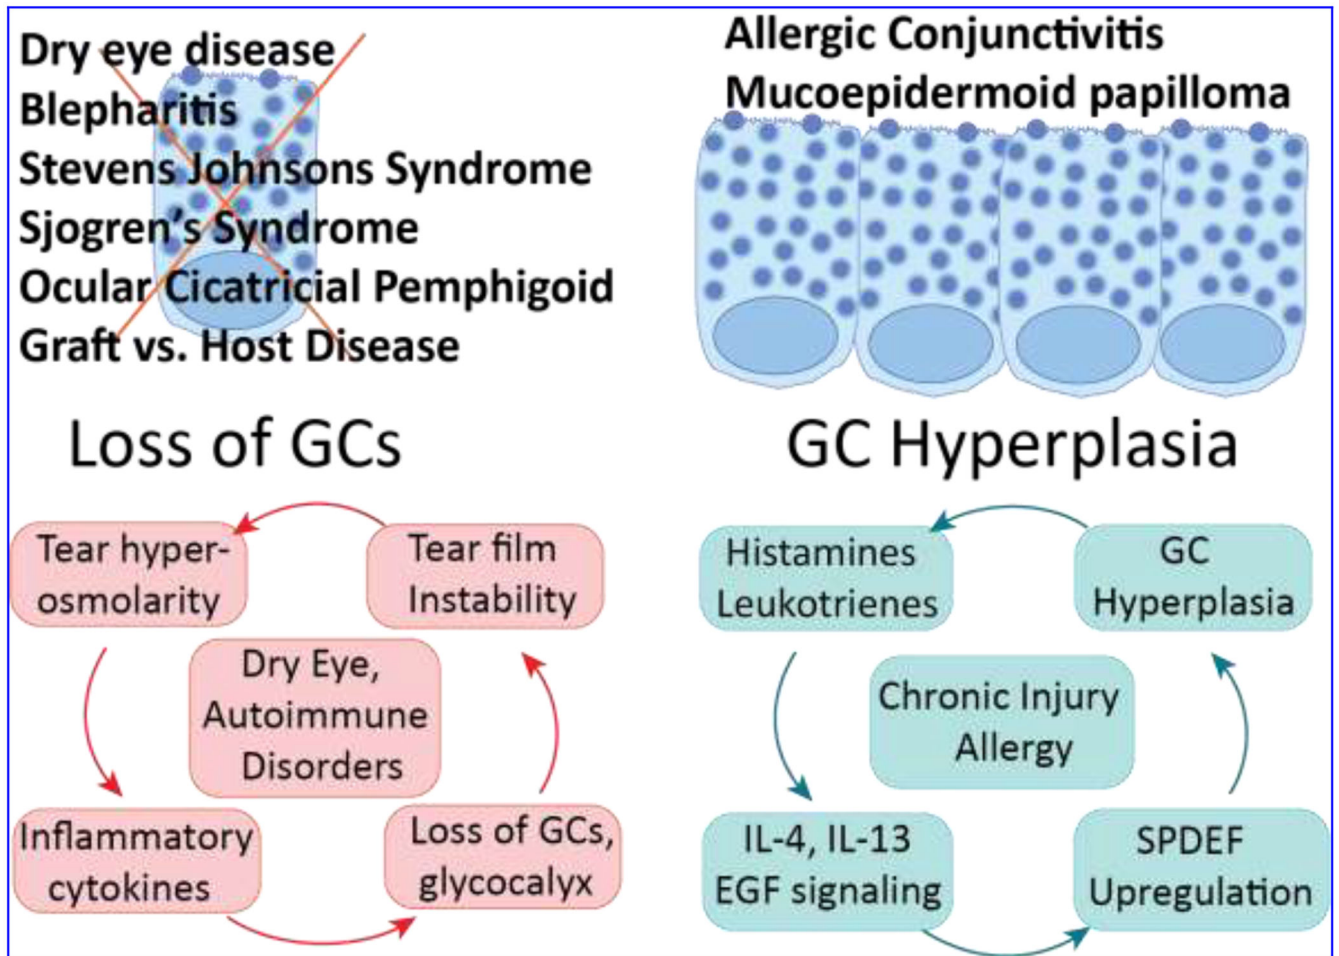 Dry eye disease
Blepharitis
Stevens Johnsons Syndrome
Sjogren's Syndrome
Ocular Cicatricial Pemphigoid
Graft vs. Host Disease
Loss of GCs
Tear hyper-
osmolarity
Tear film
Instability
Dry Eye,
Autoimmune
Disorders
Inflammatory
cytokines
Loss of GCs,
glycocalyx
Allergic Conjunctivitis
Mucoepidermoid papilloma
GC Hyperplasia
Histamines
Leukotrienes
GC
Hyperplasia
Chronic Injury
Allergy
IL-4, IL-13
EGF signaling
SPDEF
Upregulation